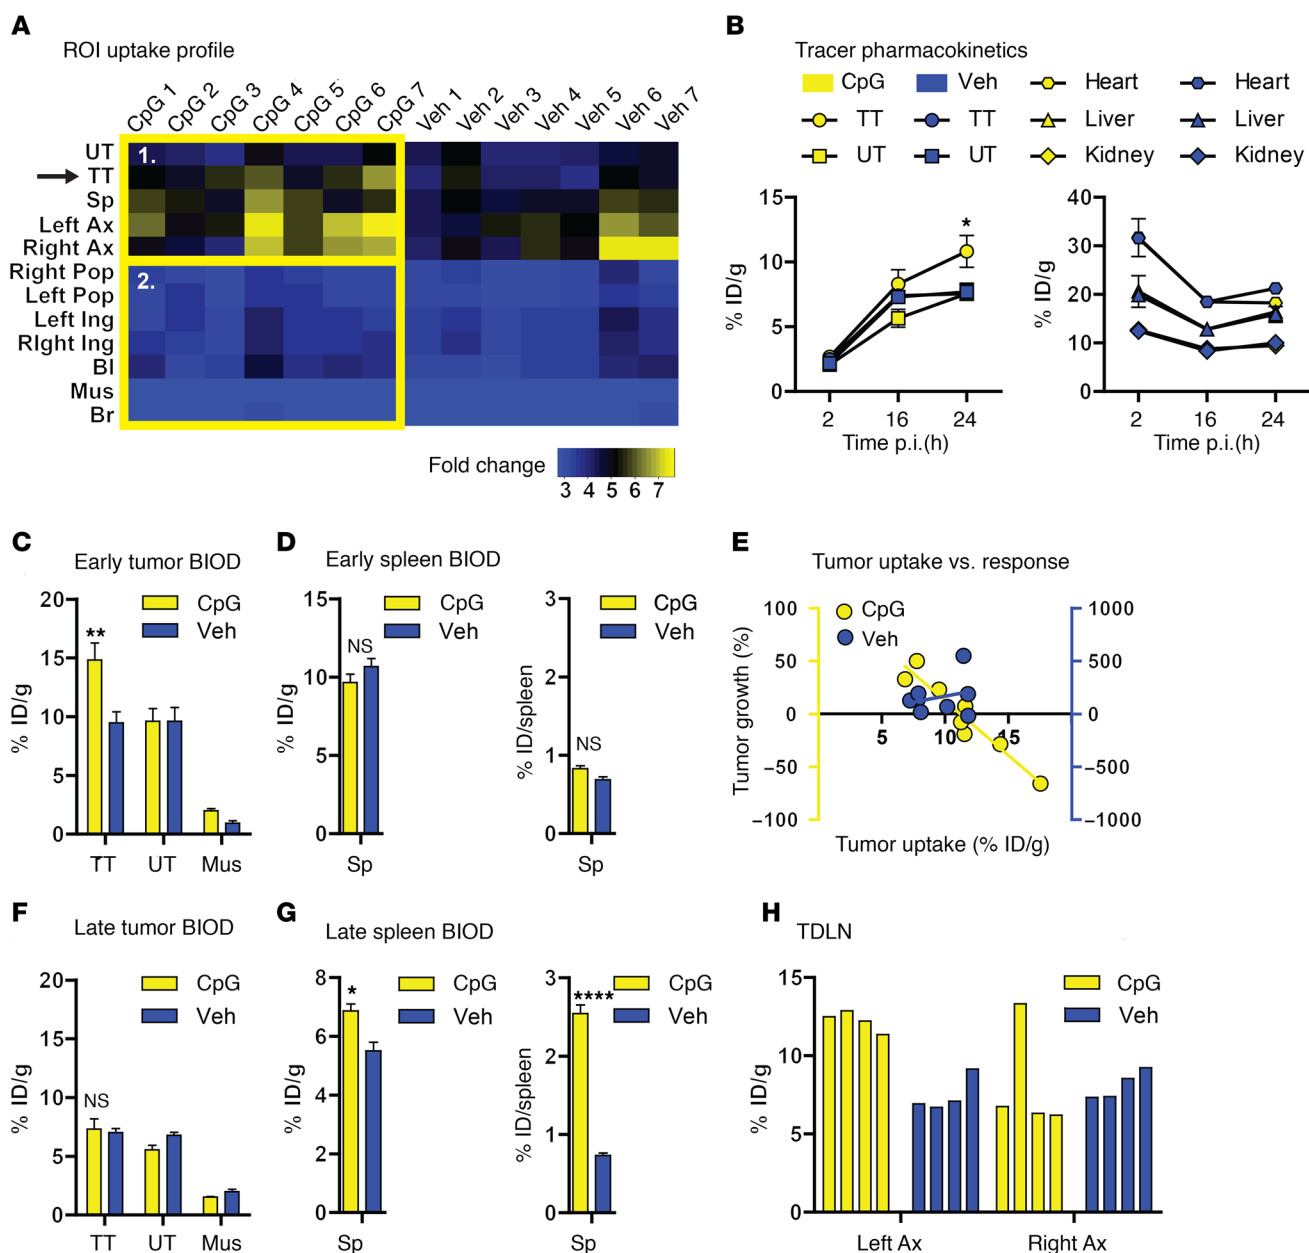 A
ROI uptake profile
CpG 1 CpG 2 CpG 3 CpG 4 CpG 5 CpG 6 CpG 7 Veh 1 Veh 2 Veh 3 Veh 4 Veh 5 Veh 6 Veh 7
1.
2.
UT
TT
Sp
Left Ax
Right Ax
Right Pop
Left Pop
Left Ing
RIght Ing
Bl
Mus
Br
Fold change
3 4 5 6 7
B
Tracer pharmacokinetics
CpG Veh Heart Heart
TT TT Liver Liver
UT UT Kidney Kidney
15
10
5
0
% ID/g
*
2 16 24
Time p.i.(h)
40
30
20
10
0
% ID/g
2 16 24
Time p.i.(h)
C
Early tumor BIOD
CpG
Veh
20
15
10
5
0
% ID/g
**
TT UT Mus
D
Early spleen BIOD
CpG
Veh
15
10
5
0
% ID/g
NS
Sp
CpG
Veh
3
2
1
0
% ID/spleen
NS
Sp
E
Tumor uptake vs. response
CpG
Veh
100
50
0
−50
−100
Tumor growth (%)
5 10 15
1000
500
0
−500
−1000
Tumor uptake (% ID/g)
F
Late tumor BIOD
CpG
Veh
20
15
10
5
0
% ID/g
NS
TT UT Mus
G
Late spleen BIOD
CpG
Veh
8
6
4
2
0
% ID/g
*
Sp
CpG
Veh
3
2
1
0
% ID/spleen
****
Sp
H
TDLN
CpG
Veh
15
10
5
0
% ID/g
Left Ax Right Ax